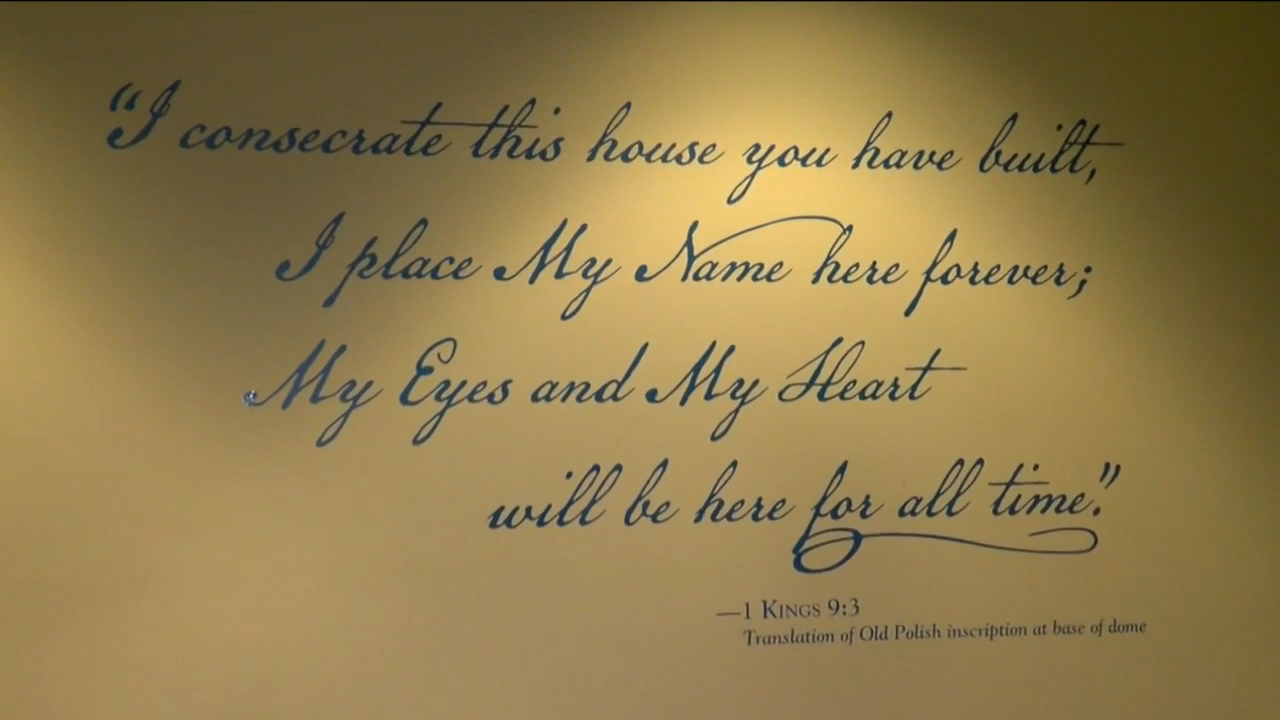 “I consecrate this house you have built,
I place My Name here forever;
My Eyes and My Heart
will be here for all time.”
—1 KINGS 9:3
Translation of Old Polish inscription at base of dome